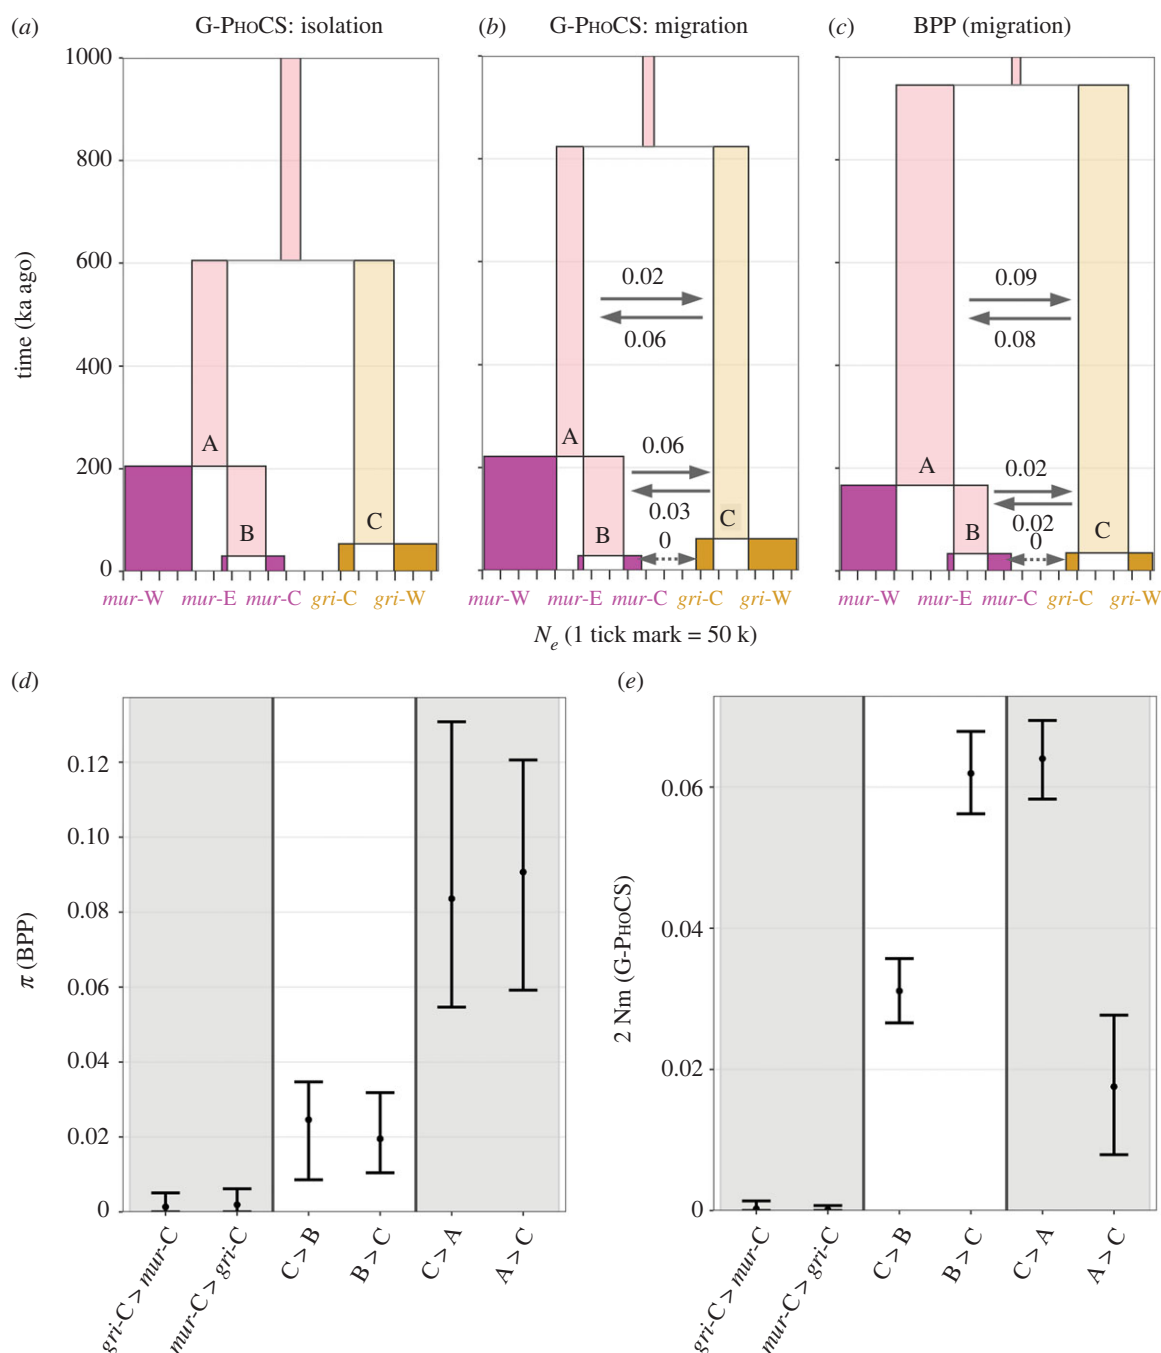 (a) G-PHOCS: isolation
(b) G-PHOCS: migration
(c) BPP (migration)
time (ka ago)
1000
800
600
400
200
0
A
B
C
mur-W mur-E mur-C gri-C gri-W
0.02
0.06
A
0.06
0.03
B
0
C
mur-W mur-E mur-C gri-C gri-W
0.09
0.08
A
0.02
0.02
B
0
C
mur-W mur-E mur-C gri-C gri-W
Ne (1 tick mark = 50 k)
(d)
π (BPP)
0.12
0.10
0.08
0.06
0.04
0.02
0
gri-C > mur-C
mur-C > gri-C
C > B
B > C
C > A
A > C
(e)
2 Nm (G-PHOCS)
0.06
0.04
0.02
0
gri-C > mur-C
mur-C > gri-C
C > B
B > C
C > A
A > C